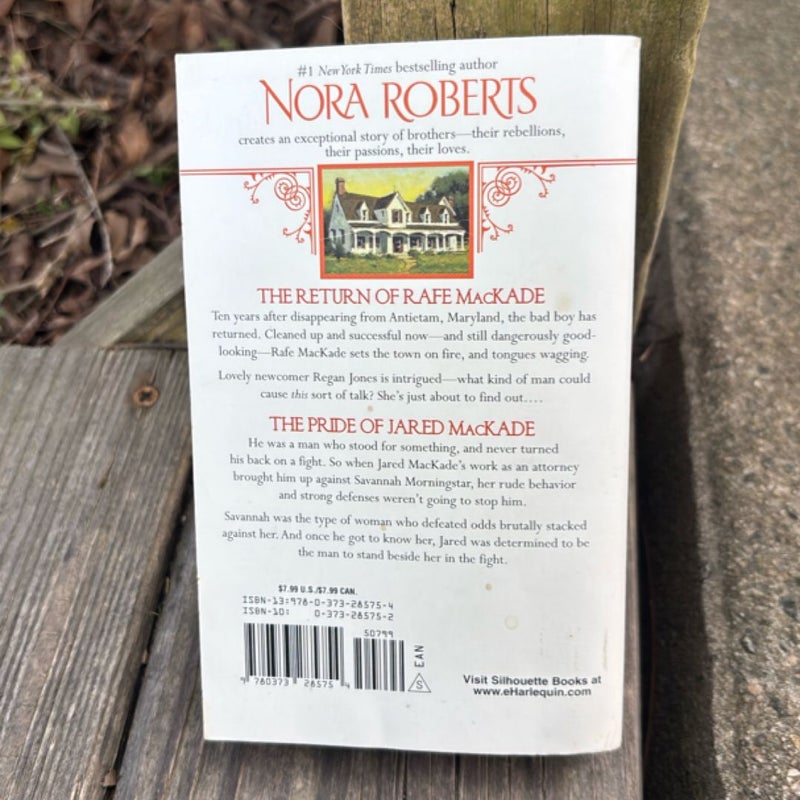 #1 New York Times bestselling author
NORA ROBERTS
creates an exceptional story of brothers—their rebellions,
their passions, their loves.
THE RETURN OF RAFE MacKADE
Ten years after disappearing from Antietam, Maryland, the bad boy has
returned. Cleaned up and successful now—and still dangerously good-
looking—Rafe MacKade sets the town on fire, and tongues wagging.
Lovely newcomer Regan Jones is intrigued—what kind of man could
cause this sort of talk? She's just about to find out....
THE PRIDE OF JARED MacKADE
He was a man who stood for something, and never turned
his back on a fight. So when Jared MacKade's work as an attorney
brought him up against Savannah Morningstar, her rude behavior
and strong defenses weren't going to stop him.
Savannah was the type of woman who defeated odds brutally stacked
against her. And once he got to know her, Jared was determined to be
the man to stand beside her in the fight.
$7.99 U.S./$7.99 CAN.
ISBN-13:978-0-373-28575-4
ISBN-10: 0-373-28575-2
50799
EAN
S
9 780373 28575 4
Visit Silhouette Books at
www.eHarlequin.com